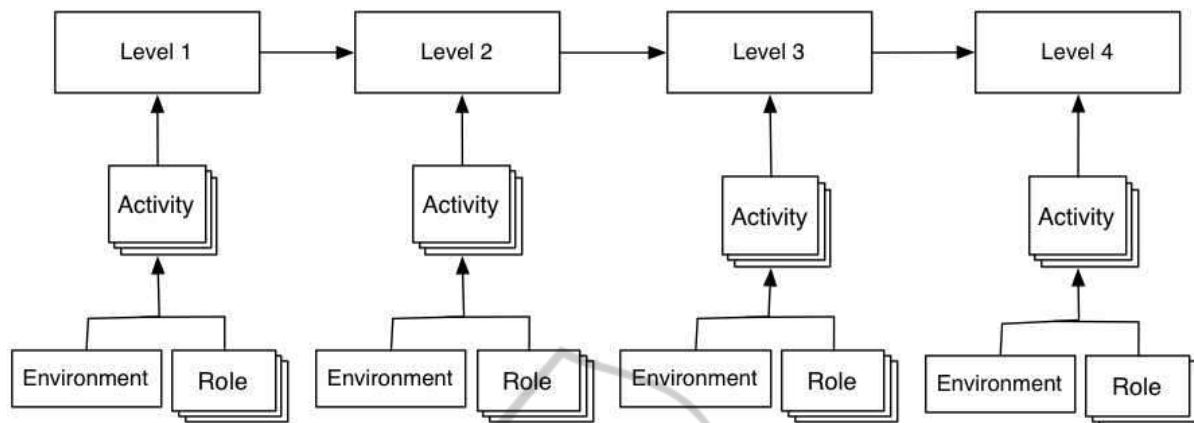 Level 1
Level 2
Level 3
Level 4
Activity
Activity
Activity
Activity
Environment
Role
Environment
Role
Environment
Role
Environment
Role